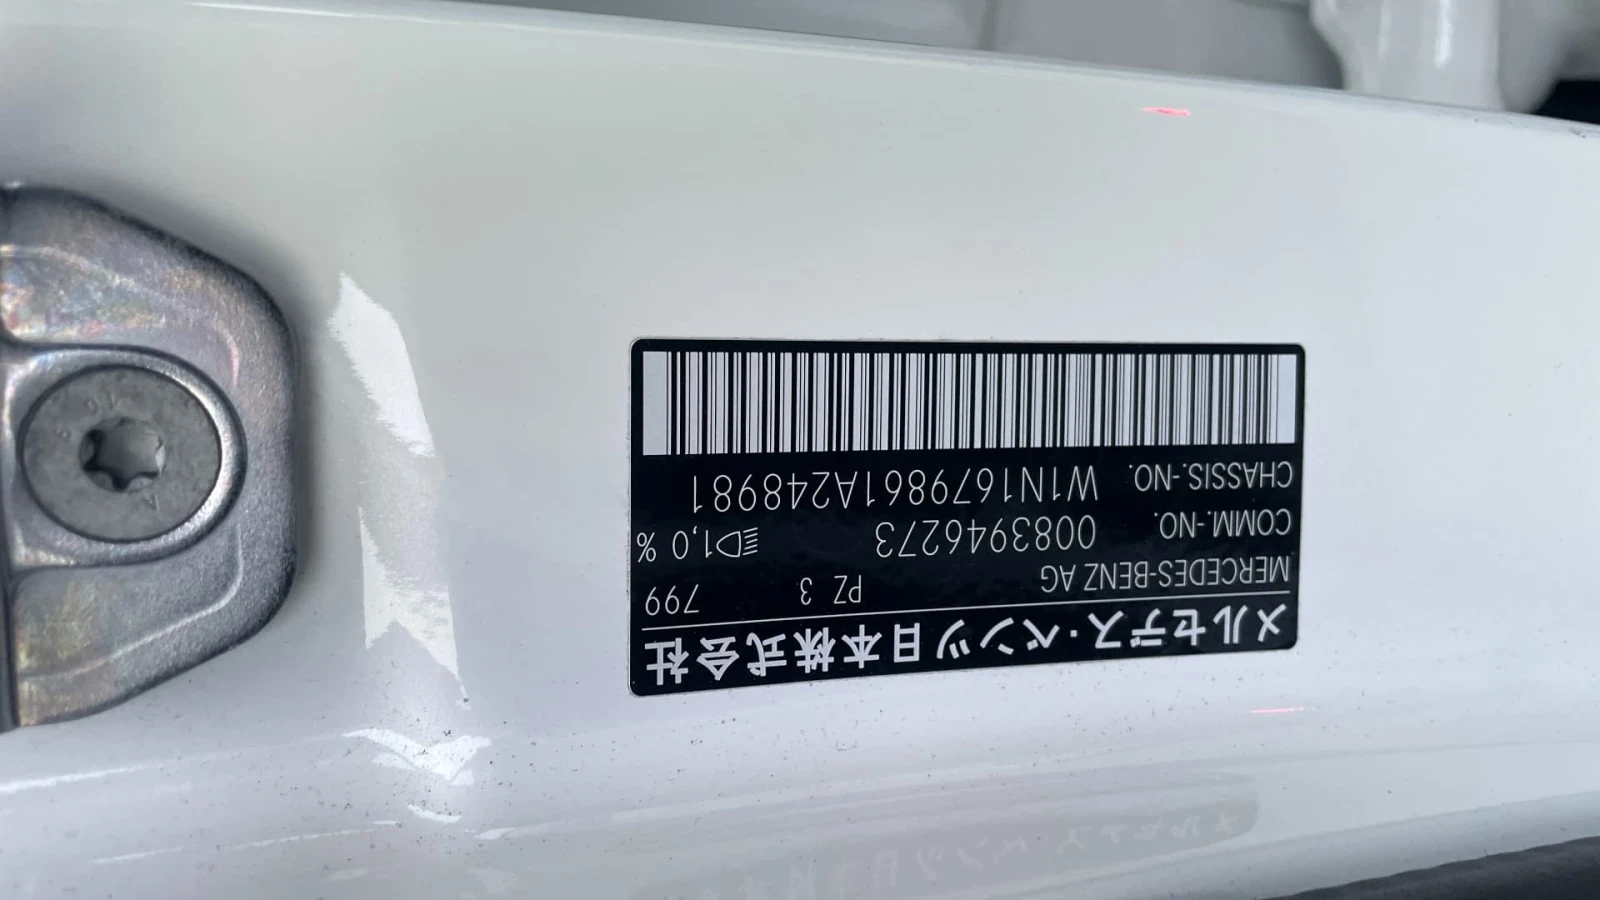 メルセデス・ベンツ日本株式会社
MERCEDES-BENZ AG PZ 3 799
COMM.-NO. 0083946273 1,0 %
CHASSIS.-NO. W1N1679861A248981